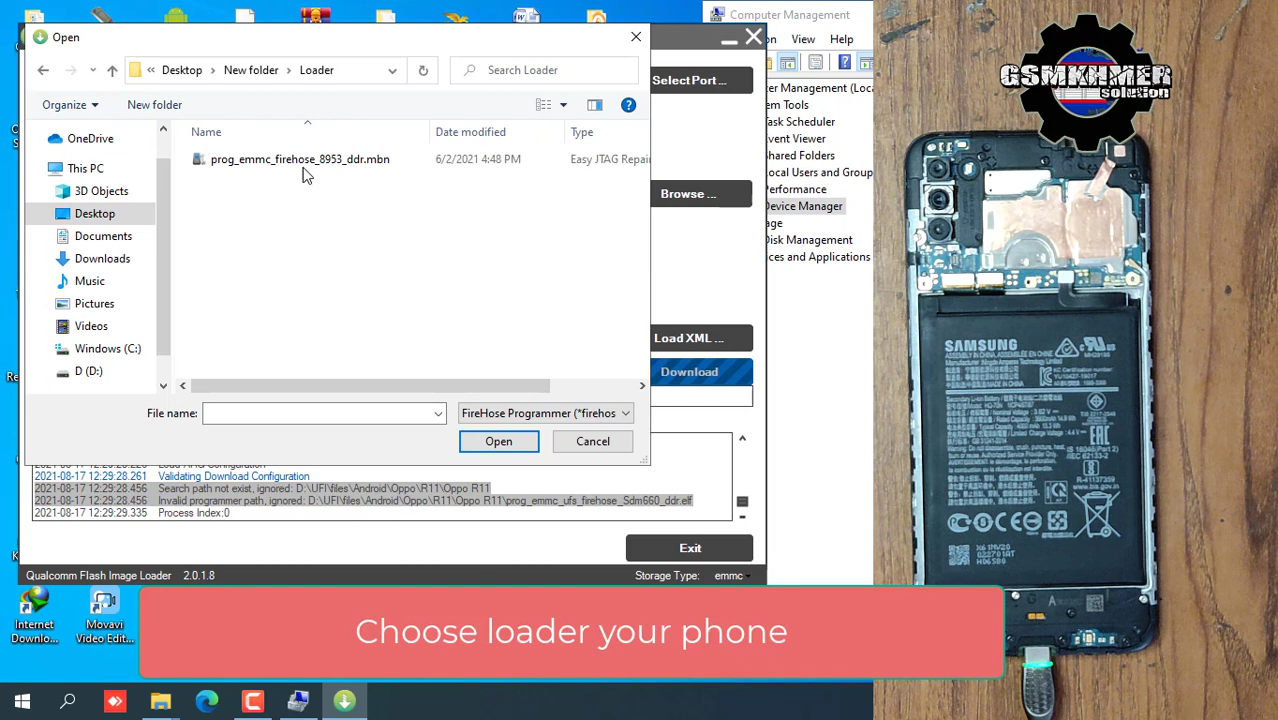 Open
Desktop
New folder
Loader
Search Loader
Organize
New folder
Name
Date modified
Type
OneDrive
This PC
3D Objects
Desktop
Documents
Downloads
Music
Pictures
Videos
Windows (C:)
D (D:)
prog_emmc_firehose_8953_ddr.mbn
6/2/2021 4:48 PM
Easy JTAG Repair
File name:
FireHose Programmer (*firehos
Open
Cancel
Select Port ...
Browse ...
Load XML ...
Download
2021-08-17 12:29:28.261 Validating Download Configuration
2021-08-17 12:29:28.456 Search path not exist, ignored: D:\UFI\files\Android\Oppo\R11\Oppo R11
2021-08-17 12:29:28.456 Invalid programmer path, ignored: D:\UFI\files\Android\Oppo\R11\Oppo R11\prog_emmc_ufs_firehose_Sdm660_ddr.elf
2021-08-17 12:29:29.335 Process Index:0
Exit
Qualcomm Flash Image Loader 2.0.1.8
Storage Type: emmc
Computer Management
View
Help
ter Management (Loca
em Tools
Task Scheduler
Event Viewer
Shared Folders
Local Users and Groups
Performance
Device Manager
age
Disk Management
ices and Applications
Internet
Downlo...
Movavi
Video Edit...
Choose loader your phone
GSMKHMER
solution
SAMSUNG